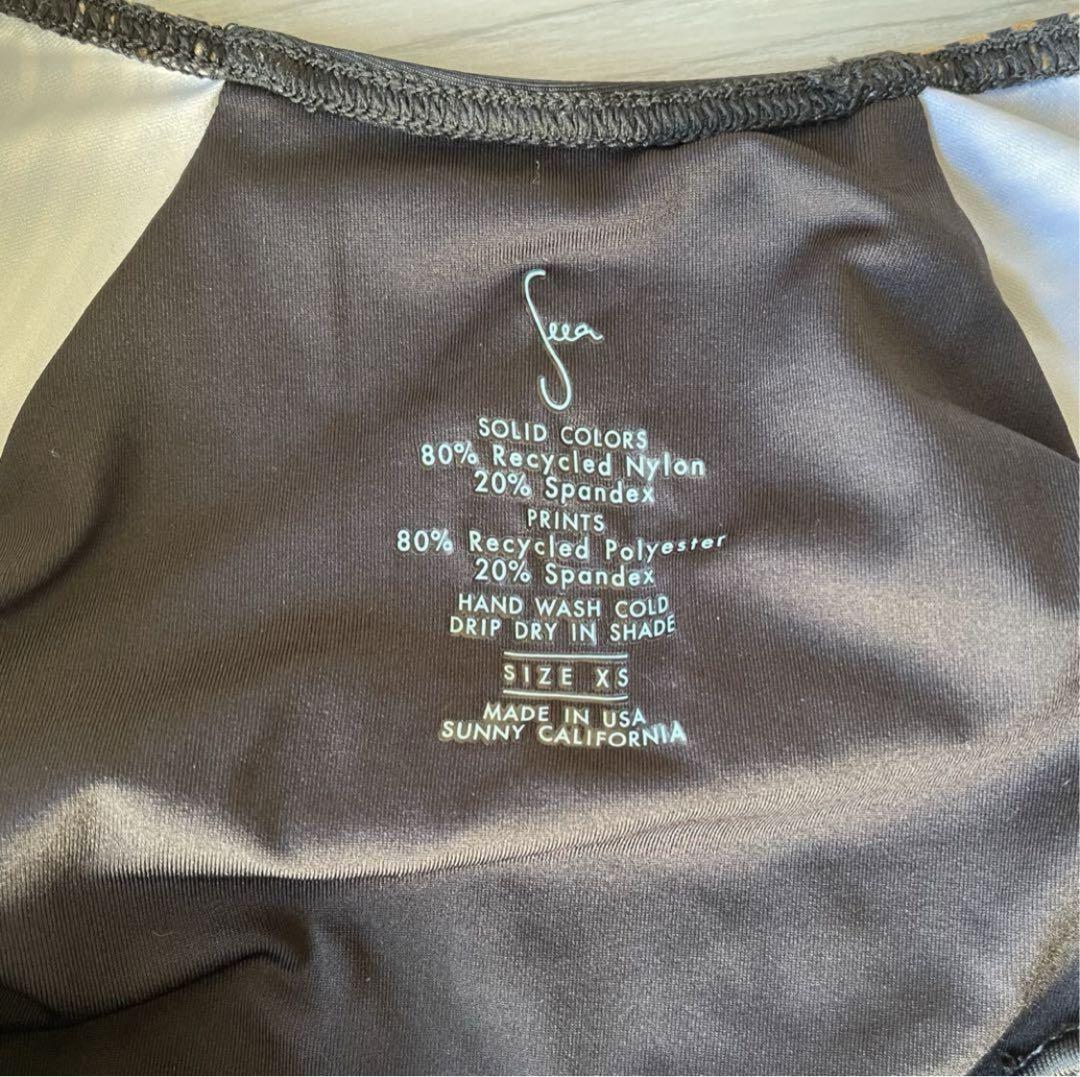 Seea
SOLID COLORS
80% Recycled Nylon
20% Spandex
PRINTS
80% Recycled Polyester
20% Spandex
HAND WASH COLD
DRIP DRY IN SHADE
SIZE XS
MADE IN USA
SUNNY CALIFORNIA